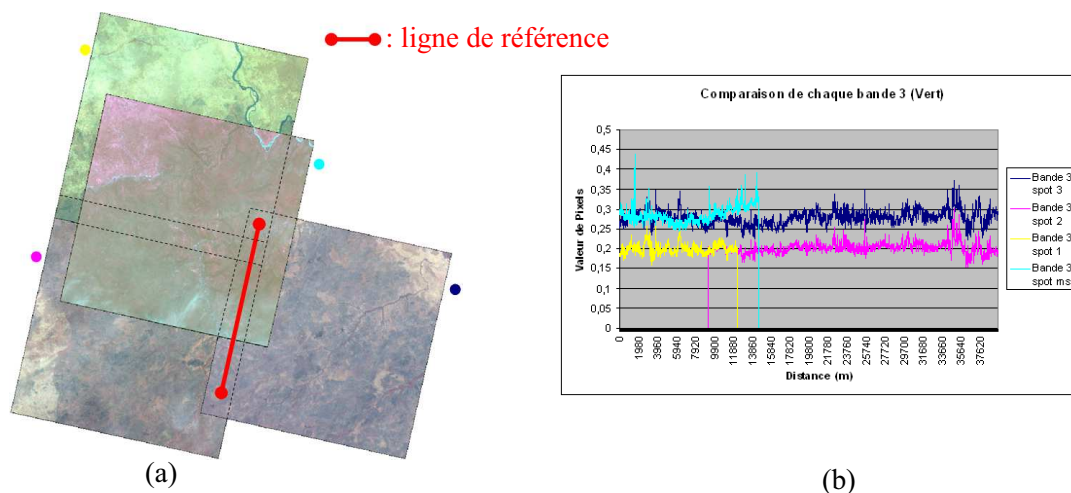 : ligne de référence
Comparaison de chaque bande 3 (Vert)
Valeur de Pixels
0,5
0,45
0,4
0,35
0,3
0,25
0,2
0,15
0,1
0,05
0
0
1980
3960
5940
7920
9900
11880
13860
15840
17820
19800
21780
23760
25740
27720
29700
31680
33660
35640
37620
Distance (m)
Bande 3
spot 3
Bande 3
spot 2
Bande 3
spot 1
Bande 3
spot ms
(a)
(b)